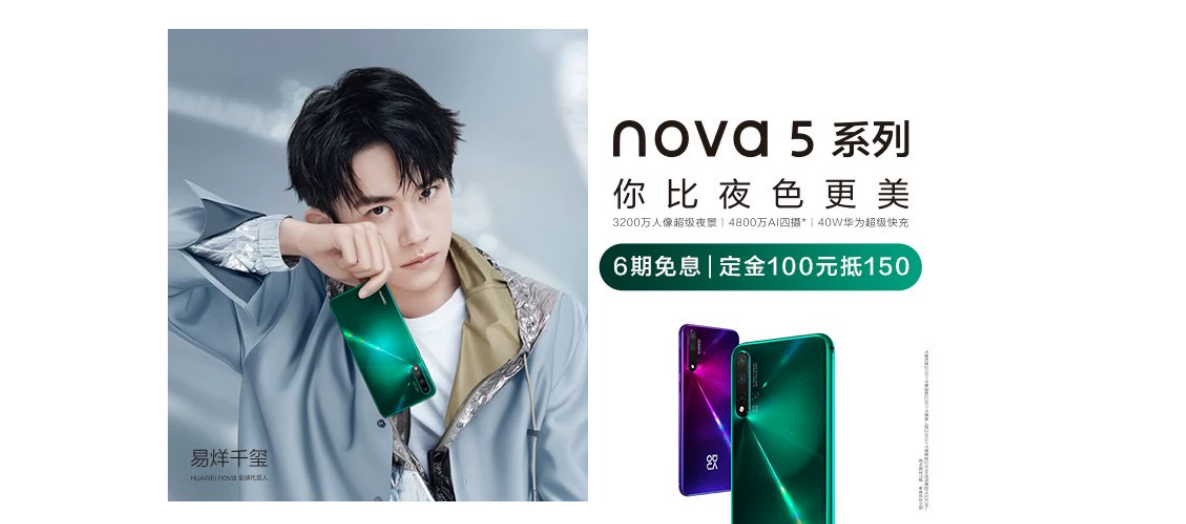 nova 5 系列
你比夜色更美
3200万人像超级夜景 | 4800万AI四摄* | 40W华为超级快充
6期免息 | 定金100元抵150
易烊千玺
HUAWEI nova 全球代言人
HUAWEI
nova